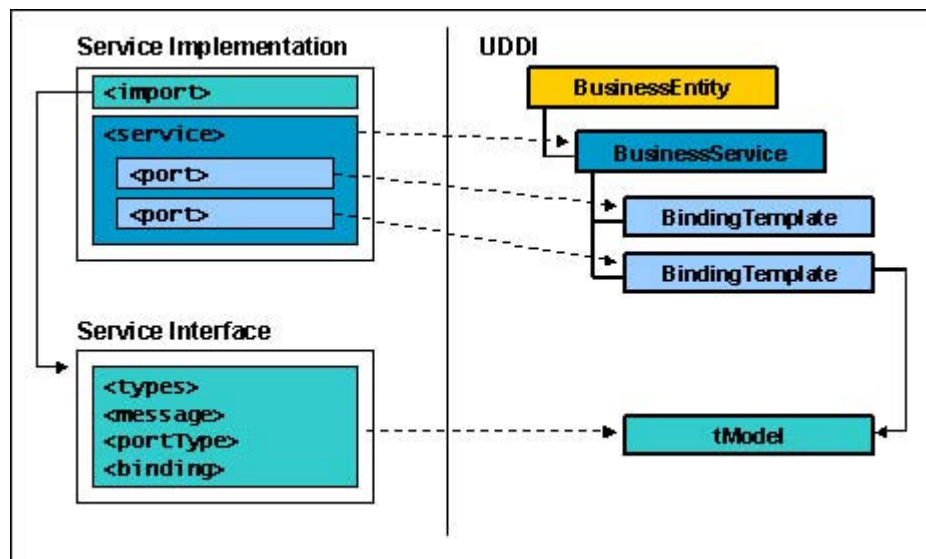 Service Implementation
<import>
<service>
<port>
<port>
Service Interface
<types>
<message>
<portType>
<binding>
UDDI
BusinessEntity
BusinessService
BindingTemplate
BindingTemplate
tModel